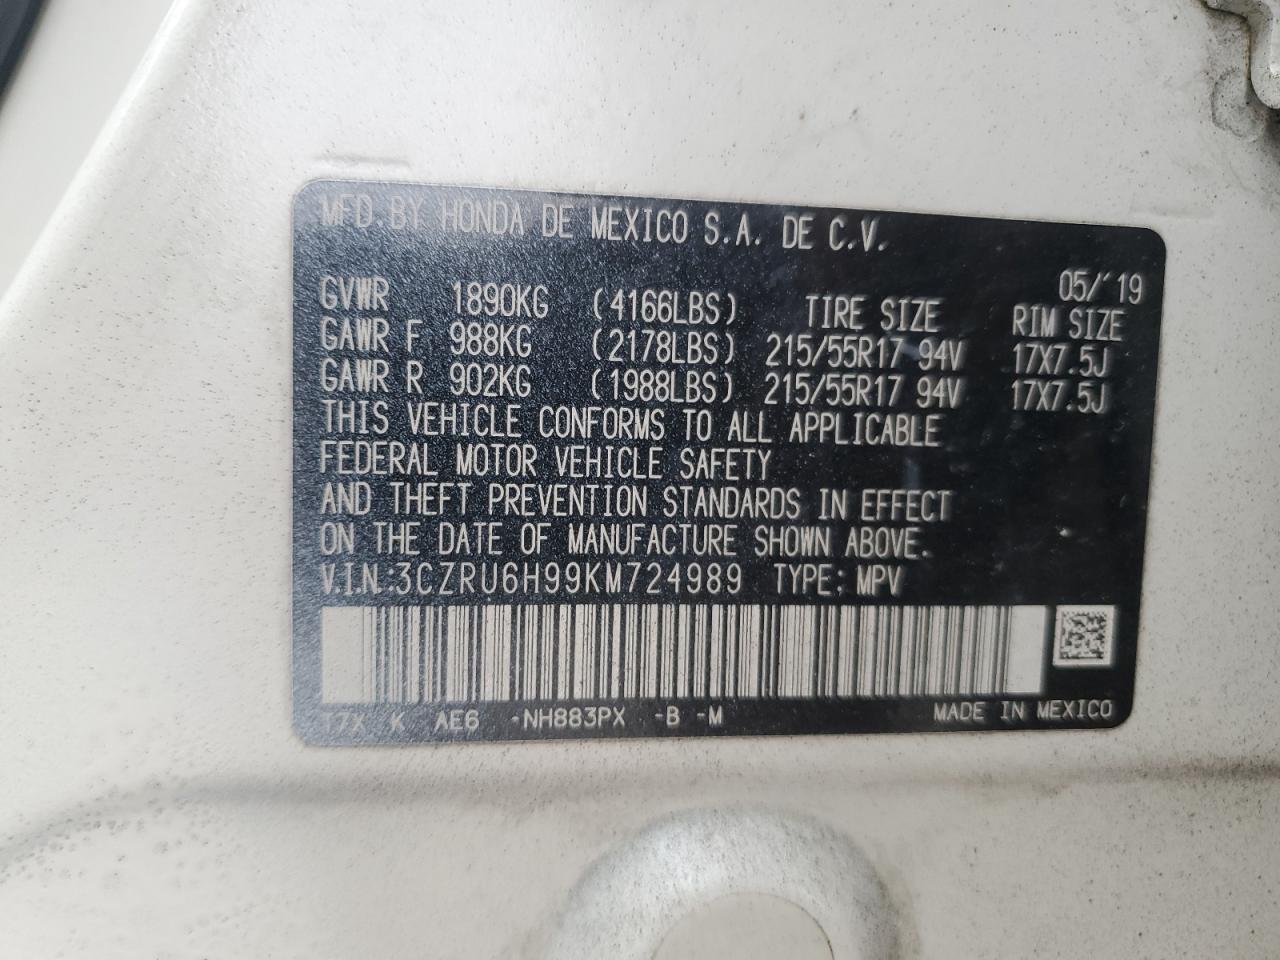 MFD.BY HONDA DE MEXICO S.A. DE C.V.
05/'19
GVWR 1890KG (4166LBS) TIRE SIZE RIM SIZE
GAWR F 988KG (2178LBS) 215/55R17 94V 17X7.5J
GAWR R 902KG (1988LBS) 215/55R17 94V 17X7.5J
THIS VEHICLE CONFORMS TO ALL APPLICABLE
FEDERAL MOTOR VEHICLE SAFETY
AND THEFT PREVENTION STANDARDS IN EFFECT
ON THE DATE OF MANUFACTURE SHOWN ABOVE.
V.I.N.:3CZRU6H99KM724989 TYPE: MPV
T7X K AE6 -NH883PX -B -M MADE IN MEXICO